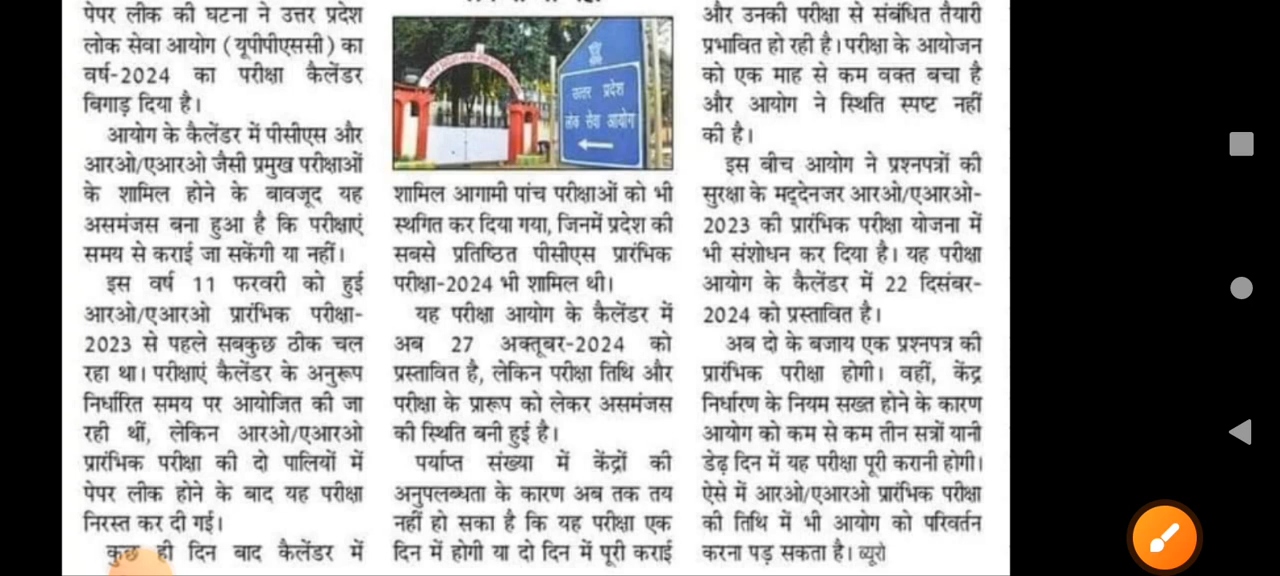 पेपर लीक की घटना ने उत्तर प्रदेश
लोक सेवा आयोग (यूपीपीएससी) का
वर्ष-2024 का परीक्षा कैलेंडर
बिगाड़ दिया है।
आयोग के कैलेंडर में पीसीएस और
आरओ/एआरओ जैसी प्रमुख परीक्षाओं
के शामिल होने के बावजूद यह
असमंजस बना हुआ है कि परीक्षाएं
समय से कराई जा सकेंगी या नहीं।
इस वर्ष 11 फरवरी को हुई
आरओ/एआरओ प्रारंभिक परीक्षा-
2023 से पहले सबकुछ ठीक चल
रहा था। परीक्षाएं कैलेंडर के अनुरूप
निर्धारित समय पर आयोजित की जा
रही थीं, लेकिन आरओ/एआरओ
प्रारंभिक परीक्षा की दो पालियों में
पेपर लीक होने के बाद यह परीक्षा
निरस्त कर दी गई।
कुछ ही दिन बाद कैलेंडर में
उत्तर प्रदेश
लोक सेवा आयोग
शामिल आगामी पांच परीक्षाओं को भी
स्थगित कर दिया गया, जिनमें प्रदेश की
सबसे प्रतिष्ठित पीसीएस प्रारंभिक
परीक्षा-2024 भी शामिल थी।
यह परीक्षा आयोग के कैलेंडर में
अब 27 अक्तूबर-2024 को
प्रस्तावित है, लेकिन परीक्षा तिथि और
परीक्षा के प्रारूप को लेकर असमंजस
की स्थिति बनी हुई है।
पर्याप्त संख्या में केंद्रों की
अनुपलब्धता के कारण अब तक तय
नहीं हो सका है कि यह परीक्षा एक
दिन में होगी या दो दिन में पूरी कराई
और उनकी परीक्षा से संबंधित तैयारी
प्रभावित हो रही है। परीक्षा के आयोजन
को एक माह से कम वक्त बचा है
और आयोग ने स्थिति स्पष्ट नहीं
की है।
इस बीच आयोग ने प्रश्नपत्रों की
सुरक्षा के मद्देनजर आरओ/एआरओ-
2023 की प्रारंभिक परीक्षा योजना में
भी संशोधन कर दिया है। यह परीक्षा
आयोग के कैलेंडर में 22 दिसंबर-
2024 को प्रस्तावित है।
अब दो के बजाय एक प्रश्नपत्र की
प्रारंभिक परीक्षा होगी। वहीं, केंद्र
निर्धारण के नियम सख्त होने के कारण
आयोग को कम से कम तीन सत्रों यानी
डेढ़ दिन में यह परीक्षा पूरी करानी होगी।
ऐसे में आरओ/एआरओ प्रारंभिक परीक्षा
की तिथि में भी आयोग को परिवर्तन
करना पड़ सकता है। ब्यूरो